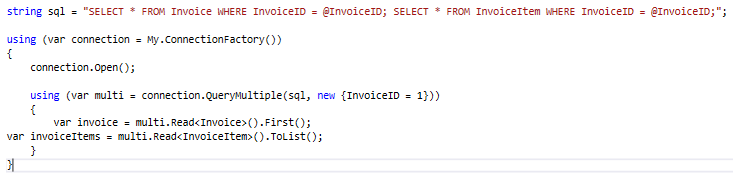 string sql = "SELECT * FROM Invoice WHERE InvoiceID = @InvoiceID; SELECT * FROM InvoiceItem WHERE InvoiceID = @InvoiceID;";

using (var connection = My.ConnectionFactory())
{
    connection.Open();

    using (var multi = connection.QueryMultiple(sql, new {InvoiceID = 1}))
    {
        var invoice = multi.Read<Invoice>().First();
var invoiceItems = multi.Read<InvoiceItem>().ToList();
    }
}